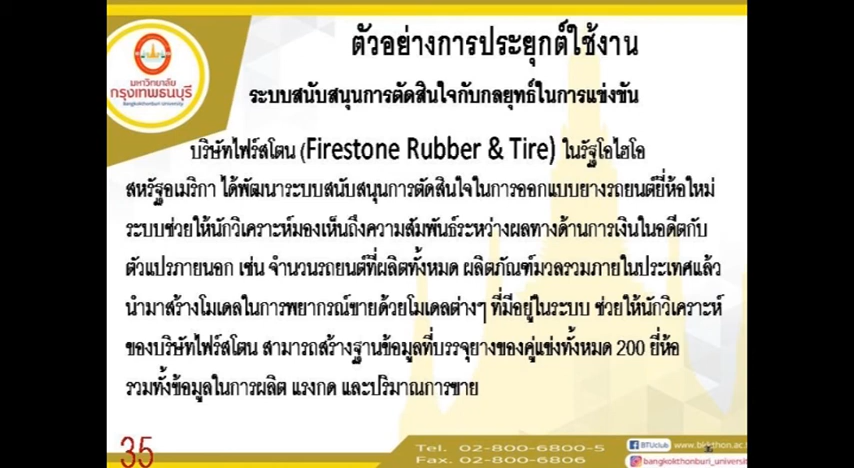 ตัวอย่างการประยุกต์ใช้งาน
มหาวิทยาลัย
กรุงเทพธนบุรี
Bangkokthonburi University
ระบบสนับสนุนการตัดสินใจกับกลยุทธ์ในการแข่งขัน
บริษัทไฟร์สโตน (Firestone Rubber & Tire) ในรัฐโอไฮโอ
สหรัฐอเมริกา ได้พัฒนาระบบสนับสนุนการตัดสินใจในการออกแบบยางรถยนต์ยี่ห้อใหม่
ระบบช่วยให้นักวิเคราะห์มองเห็นถึงความสัมพันธ์ระหว่างผลทางด้านการเงินในอดีตกับ
ตัวแปรภายนอก เช่น จำนวนรถยนต์ที่ผลิตทั้งหมด ผลิตภัณฑ์มวลรวมภายในประเทศแล้ว
นำมาสร้างโมเดลในการพยากรณ์ขายด้วยโมเดลต่างๆ ที่มีอยู่ในระบบ ช่วยให้นักวิเคราะห์
ของบริษัทไฟร์สโตน สามารถสร้างฐานข้อมูลที่บรรจุยางของคู่แข่งทั้งหมด 200 ยี่ห้อ
รวมทั้งข้อมูลในการผลิต แรงกด และปริมาณการขาย
35
Tel. 02-800-6800-5
Fax. 02-800-6806
BTUclub www.bkkthon.ac.
bangkokthonburi_universit